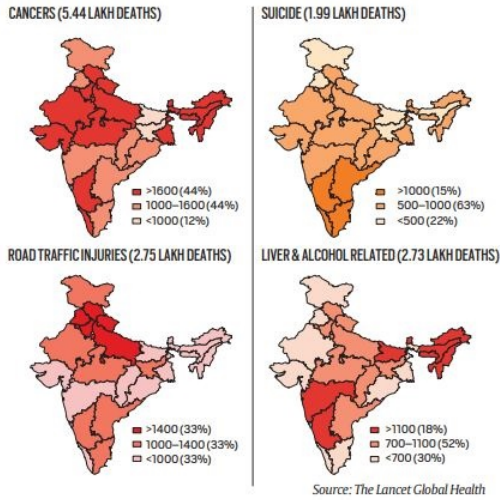 CANCERS (5.44 LAKH DEATHS)
>1600 (44%)
1000–1600 (44%)
<1000 (12%)
SUICIDE (1.99 LAKH DEATHS)
>1000 (15%)
500–1000 (63%)
<500 (22%)
ROAD TRAFFIC INJURIES (2.75 LAKH DEATHS)
>1400 (33%)
1000–1400 (33%)
<1000 (33%)
LIVER & ALCOHOL RELATED (2.73 LAKH DEATHS)
>1100 (18%)
700–1100 (52%)
<700 (30%)
Source: The Lancet Global Health